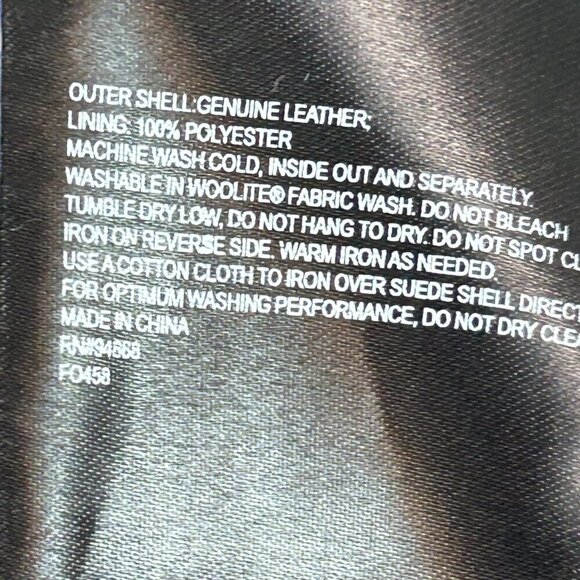 OUTER SHELL:GENUINE LEATHER;
LINING: 100% POLYESTER
MACHINE WASH COLD, INSIDE OUT AND SEPARATELY.
WASHABLE IN WOOLITE® FABRIC WASH. DO NOT BLEACH
TUMBLE DRY LOW, DO NOT HANG TO DRY. DO NOT SPOT CL
IRON ON REVERSE SIDE. WARM IRON AS NEEDED.
USE A COTTON CLOTH TO IRON OVER SUEDE SHELL DIRECT
FOR OPTIMUM WASHING PERFORMANCE, DO NOT DRY CLEA
MADE IN CHINA
FO458